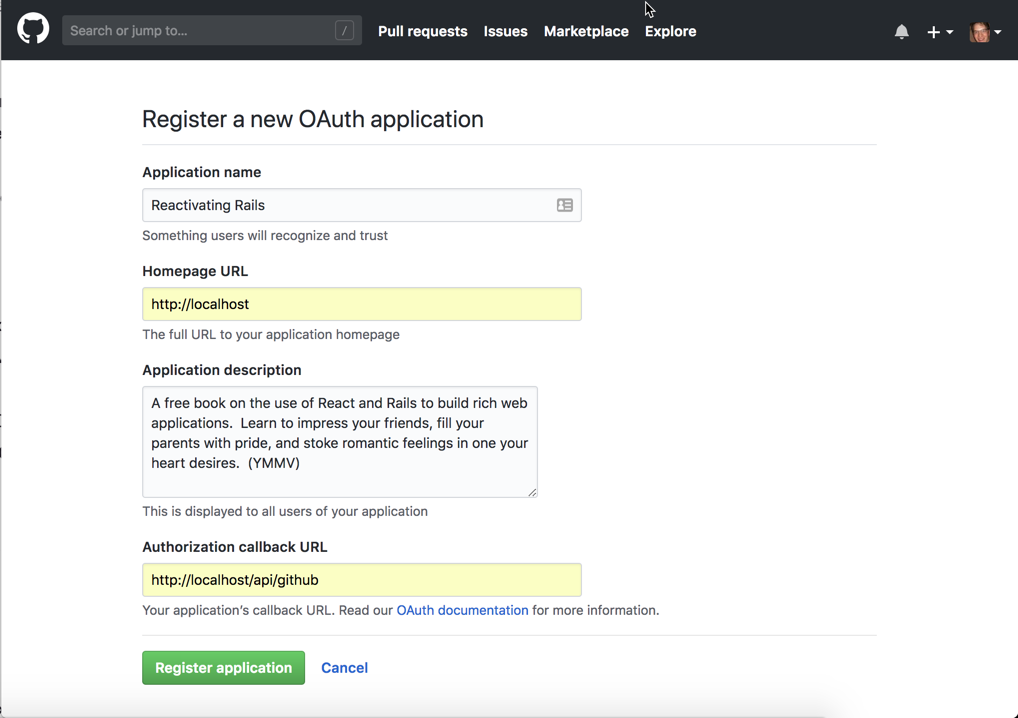 Search or jump to...
/
Pull requests
Issues
Marketplace
Explore
Register a new OAuth application
Application name
Reactivating Rails
Something users will recognize and trust
Homepage URL
http://localhost
The full URL to your application homepage
Application description
A free book on the use of React and Rails to build rich web
applications.  Learn to impress your friends, fill your
parents with pride, and stoke romantic feelings in one your
heart desires.  (YMMV)
This is displayed to all users of your application
Authorization callback URL
http://localhost/api/github
Your application's callback URL. Read our OAuth documentation for more information.
Register application
Cancel